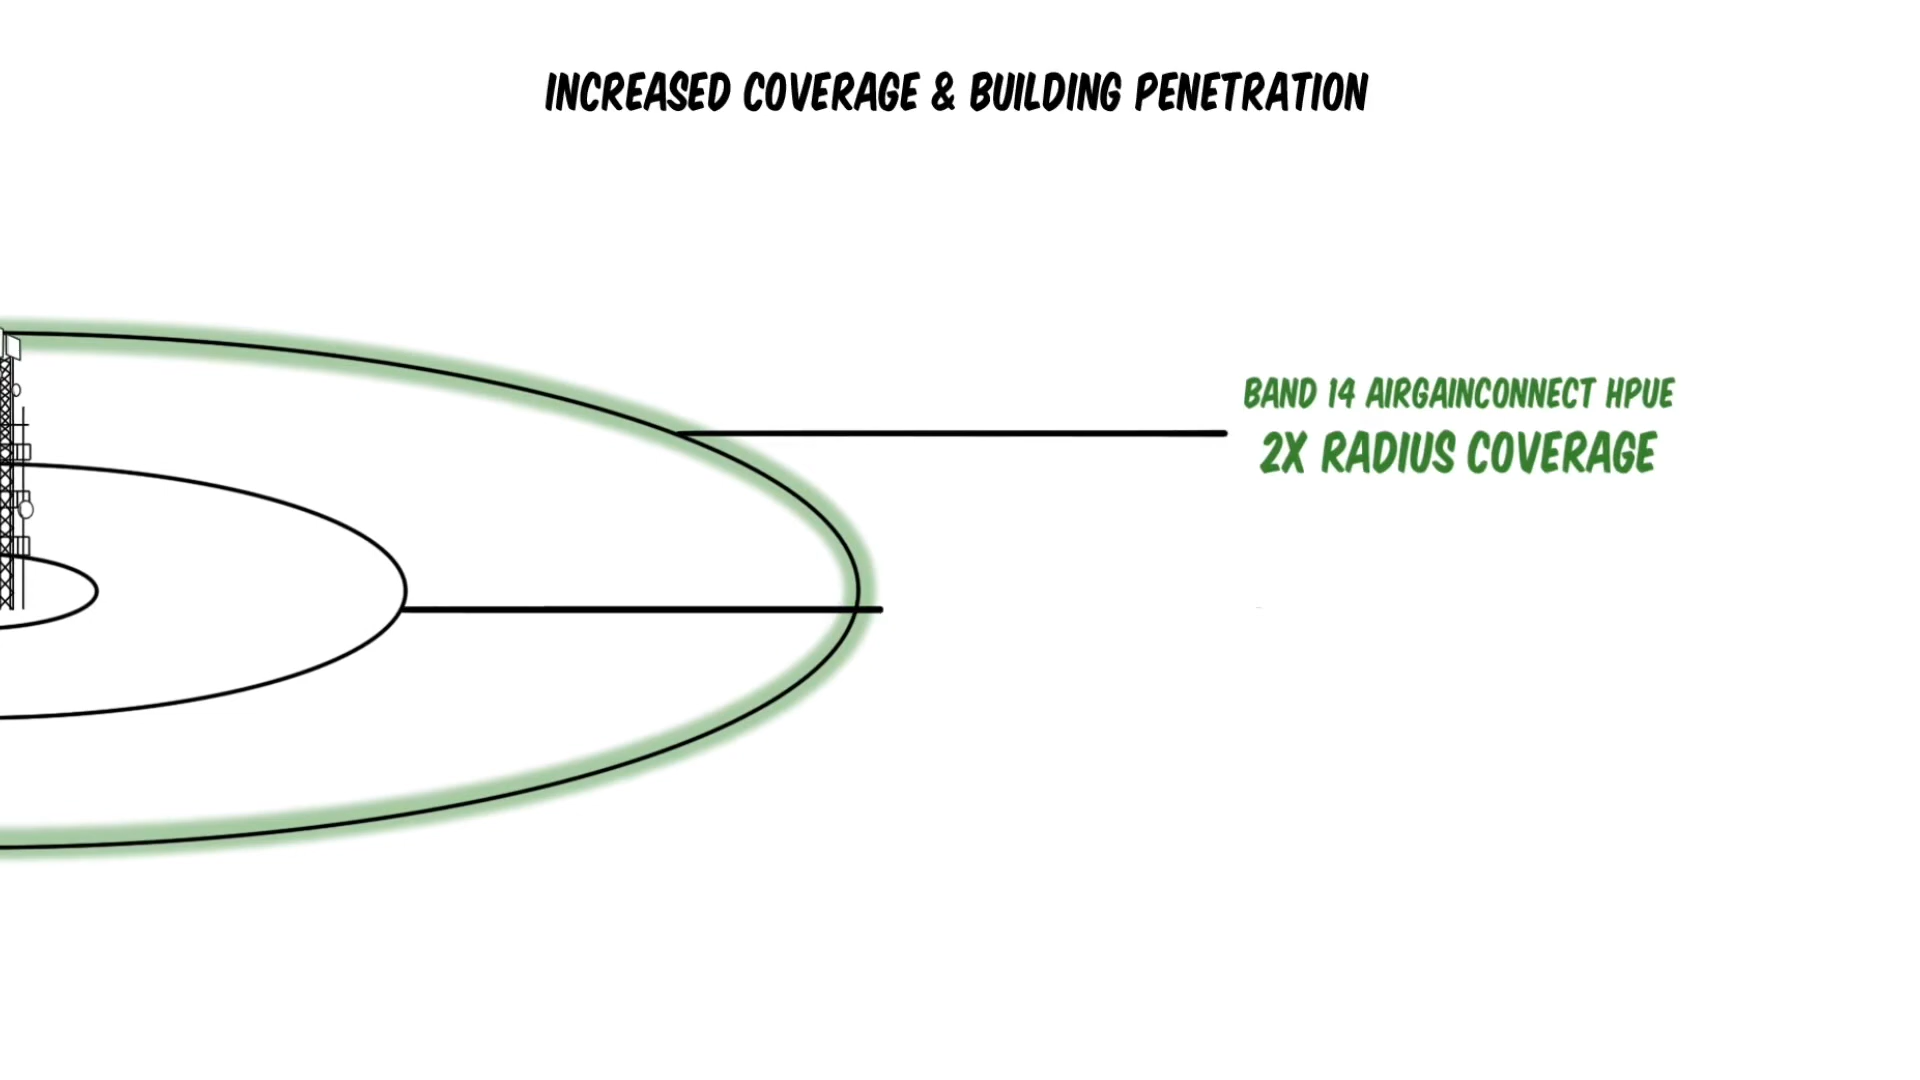 INCREASED COVERAGE & BUILDING PENETRATION
BAND 14 AIRGAINCONNECT HPUE
2X RADIUS COVERAGE